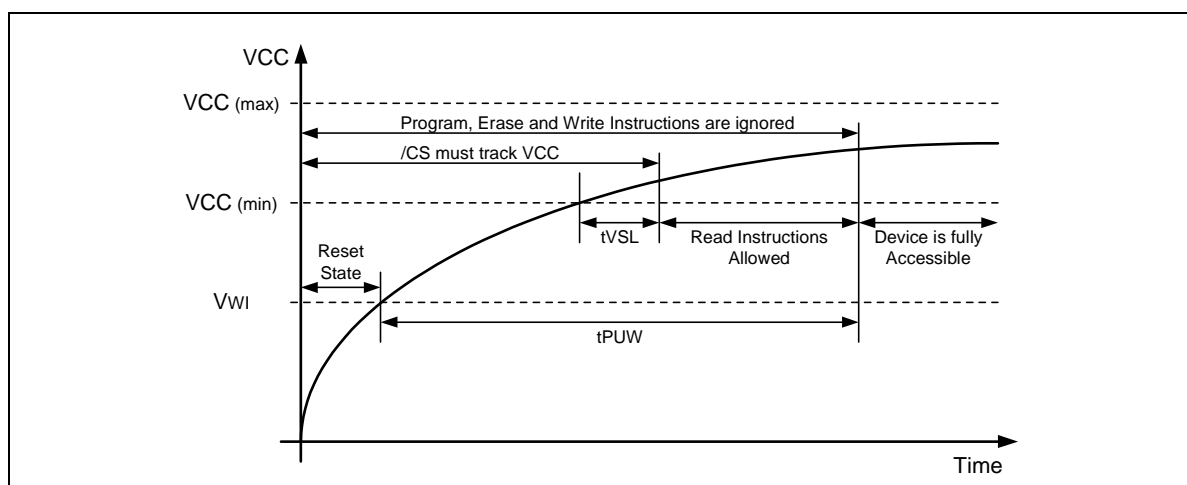 VCC
VCC (max)
Program, Erase and Write Instructions are ignored
/CS must track VCC
VCC (min)
tVSL
Read Instructions
Allowed
Device is fully
Accessible
Reset
State
VWI
tPUW
Time